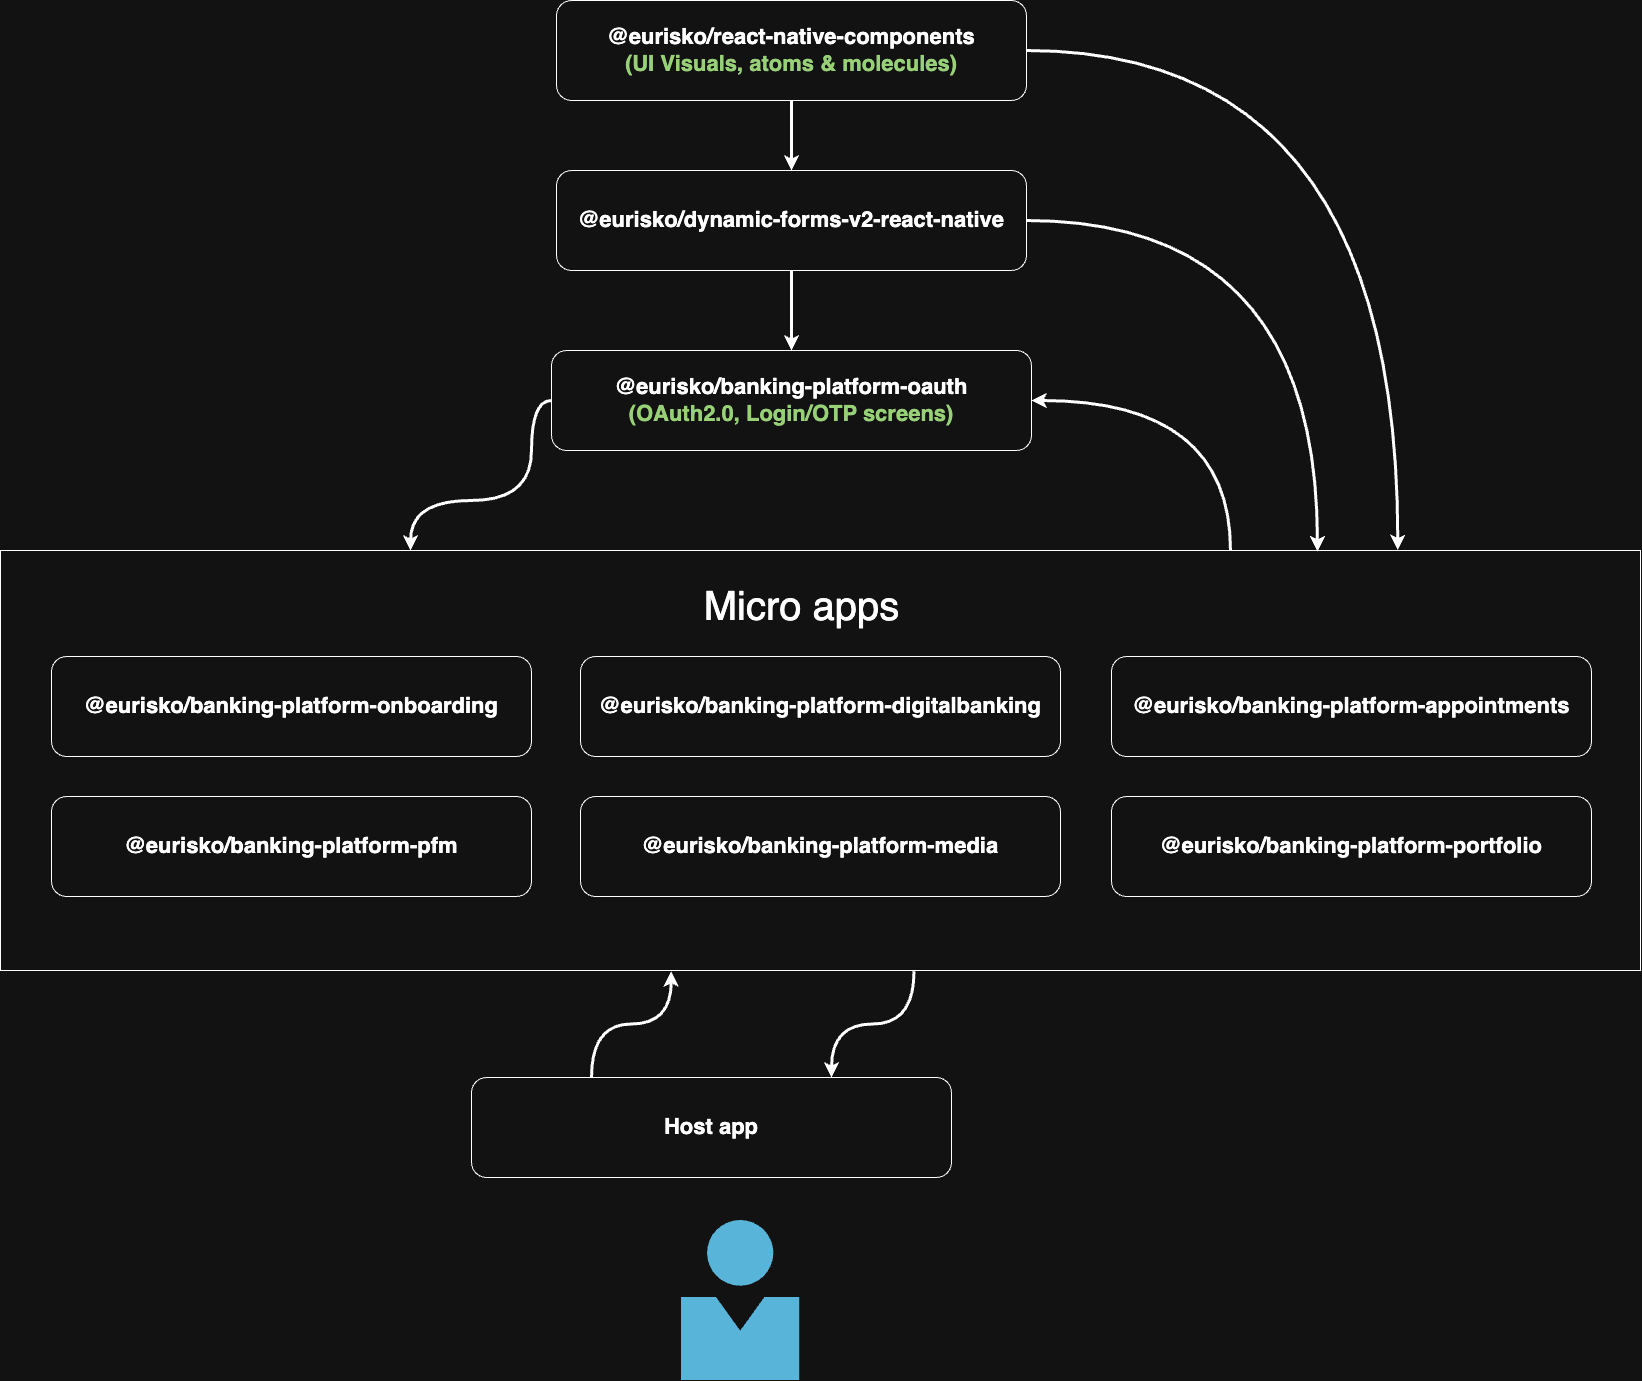 @eurisko/react-native-components
(UI Visuals, atoms & molecules)
@eurisko/dynamic-forms-v2-react-native
@eurisko/banking-platform-oauth
(OAuth2.0, Login/OTP screens)
Micro apps
@eurisko/banking-platform-onboarding
@eurisko/banking-platform-digitalbanking
@eurisko/banking-platform-appointments
@eurisko/banking-platform-pfm
@eurisko/banking-platform-media
@eurisko/banking-platform-portfolio
Host app